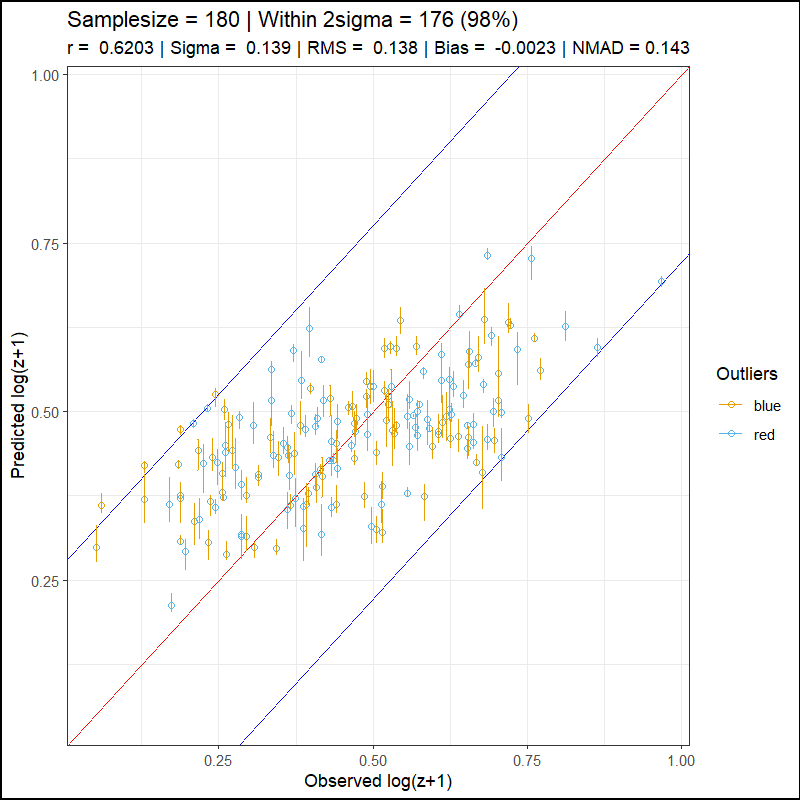 Samplesize = 180 | Within 2sigma = 176 (98%)
r = 0.6203 | Sigma = 0.139 | RMS = 0.138 | Bias = -0.0023 | NMAD = 0.143
1.00
0.75
0.50
0.25
Predicted log(z+1)
0.25 0.50 0.75 1.00
Observed log(z+1)
Outliers
blue
red